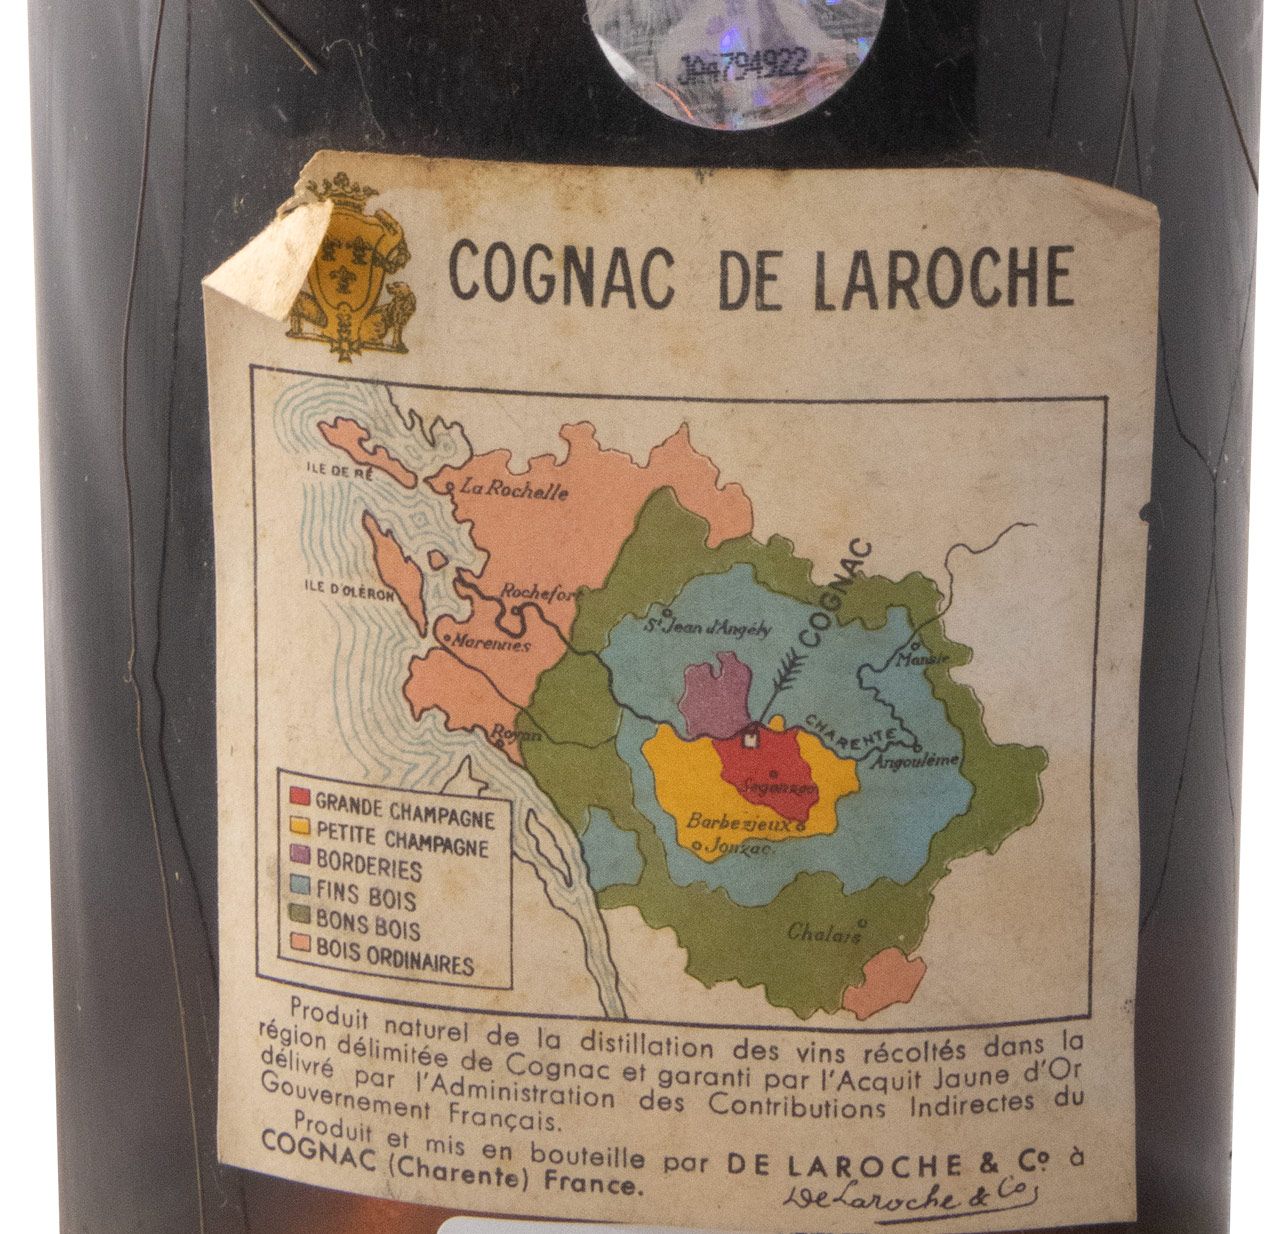 JA4794922
COGNAC DE LAROCHE
ILE DE RÉ
La Rochelle
ILE D'OLÉRON
Rochefort
Marennes
St Jean d'Angély
COGNAC
Mansle
CHARENTE
Angoulême
Royan
Segonzac
Barbezieux
Jonzac
Chalais
GRANDE CHAMPAGNE
PETITE CHAMPAGNE
BORDERIES
FINS BOIS
BONS BOIS
BOIS ORDINAIRES
Produit naturel de la distillation des vins récoltés dans la
région délimitée de Cognac et garanti par l'Acquit Jaune d'Or
délivré par l'Administration des Contributions Indirectes du
Gouvernement Français.
Produit et mis en bouteille par DE LAROCHE & Cº à
COGNAC (Charente) France.
De Laroche & Co